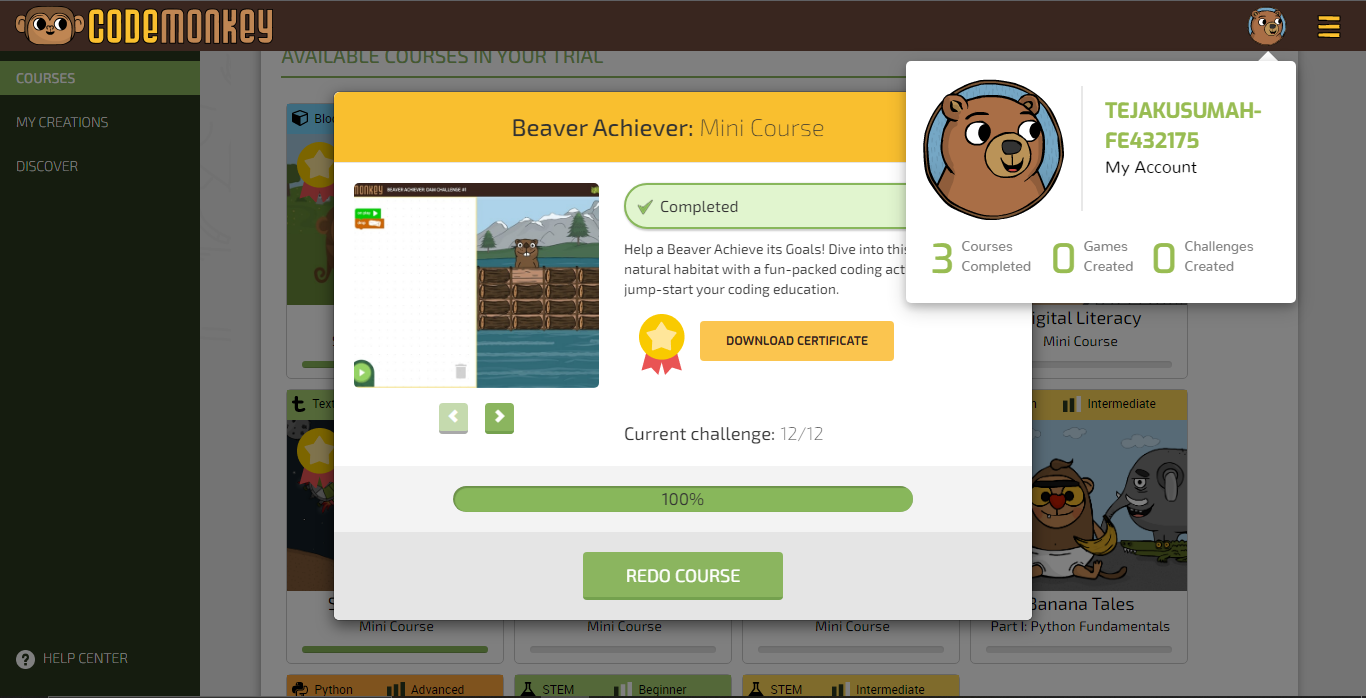 CODEMONKEY
AVAILABLE COURSES IN YOUR TRIAL
COURSES
MY CREATIONS
DISCOVER
HELP CENTER
TEJAKUSUMAH-
FE432175
My Account
3 Courses Completed
0 Games Created
0 Challenges Created
Beaver Achiever: Mini Course
BEAVER ACHIEVER: DAM CHALLENGE #1
Completed
Help a Beaver Achieve its Goals! Dive into this
natural habitat with a fun-packed coding act
jump-start your coding education.
DOWNLOAD CERTIFICATE
Current challenge: 12/12
100%
REDO COURSE
igital Literacy
Mini Course
Intermediate
Banana Tales
Part I: Python Fundamentals
Mini Course
Mini Course
Mini Course
Python Advanced
STEM Beginner
STEM Intermediate